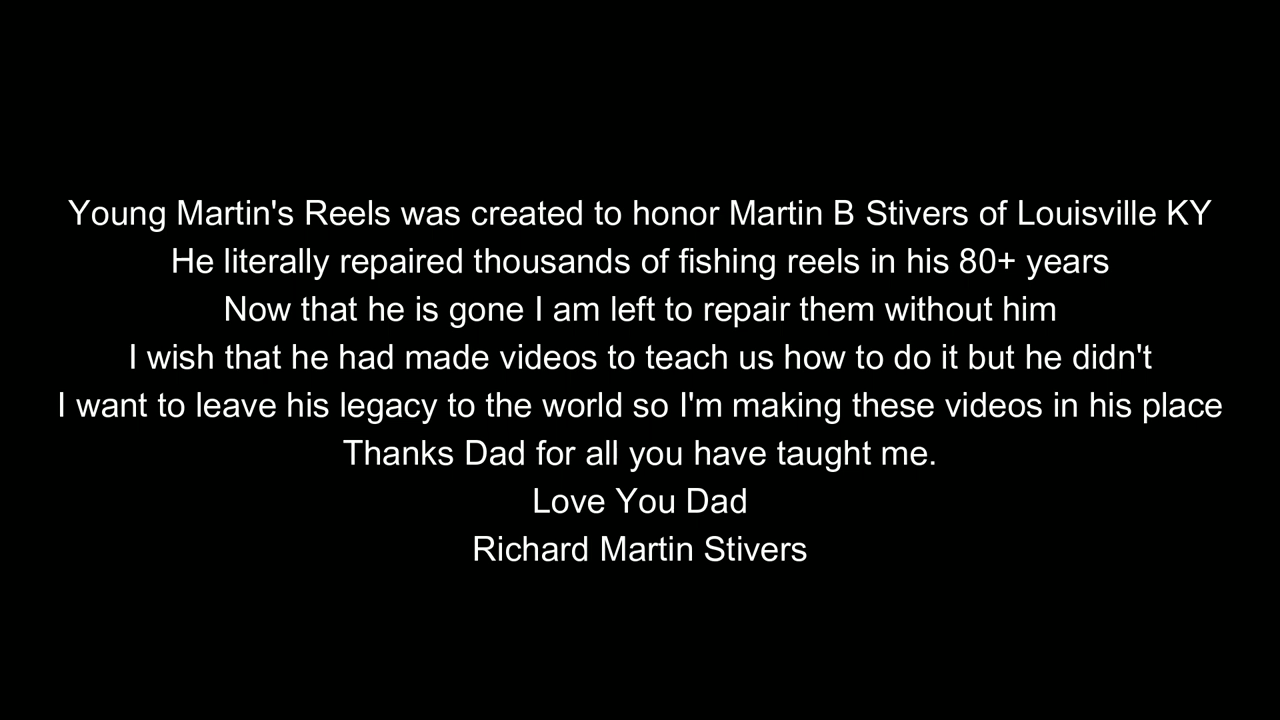 Young Martin's Reels was created to honor Martin B Stivers of Louisville KY
He literally repaired thousands of fishing reels in his 80+ years
Now that he is gone I am left to repair them without him
I wish that he had made videos to teach us how to do it but he didn't
I want to leave his legacy to the world so I'm making these videos in his place
Thanks Dad for all you have taught me.
Love You Dad
Richard Martin Stivers